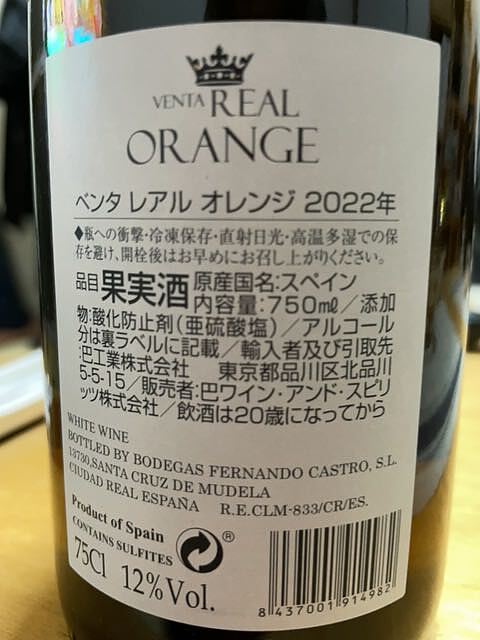 VENTA REAL
ORANGE
ベンタ レアル オレンジ 2022年
◆瓶への衝撃・冷凍保存・直射日光・高温多湿での保
存を避け、開栓後はお早めにお召し上がりください。
品目 果実酒 原産国名:スペイン
内容量:750㎖／添加
物:酸化防止剤(亜硫酸塩)／アルコール
分は裏ラベルに記載／輸入者及び引取先
:巴工業株式会社 東京都品川区北品川
5-5-15／販売者:巴ワイン・アンド・スピリ
ッツ株式会社／飲酒は20歳になってから
WHITE WINE
BOTTLED BY BODEGAS FERNANDO CASTRO, S.L.
13730,SANTA CRUZ DE MUDELA
CIUDAD REAL ESPAÑA R.E.CLM-833/CR/ES.
Product of Spain
CONTAINS SULFITES
®
75Cl 12%Vol.
8 437001 914982